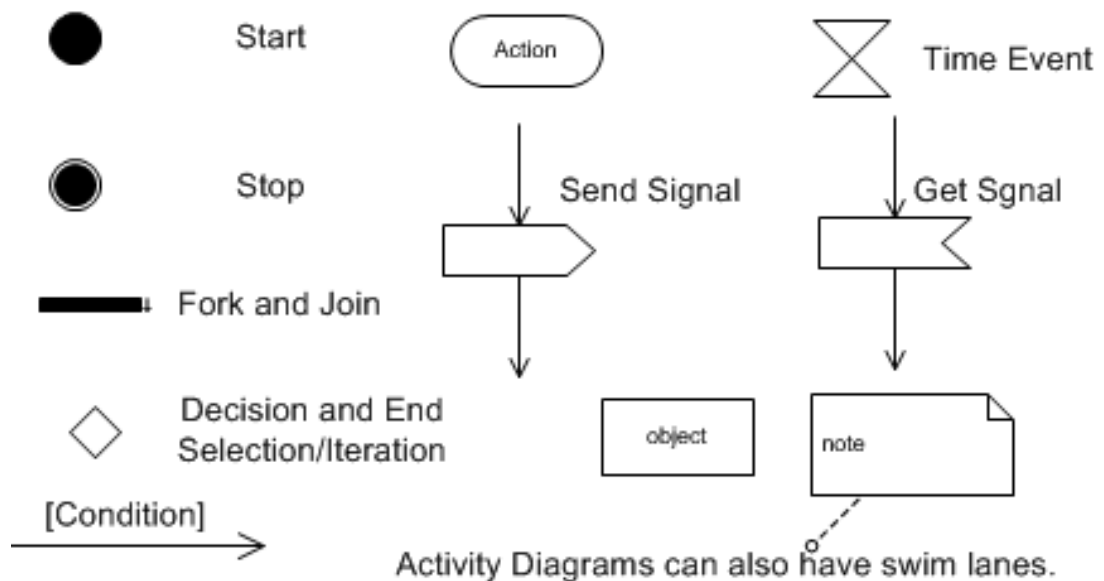 Start
Action
Time Event
Stop
Send Signal
Get Sgnal
Fork and Join
Decision and End
Selection/Iteration
object
note
[Condition]
Activity Diagrams can also have swim lanes.